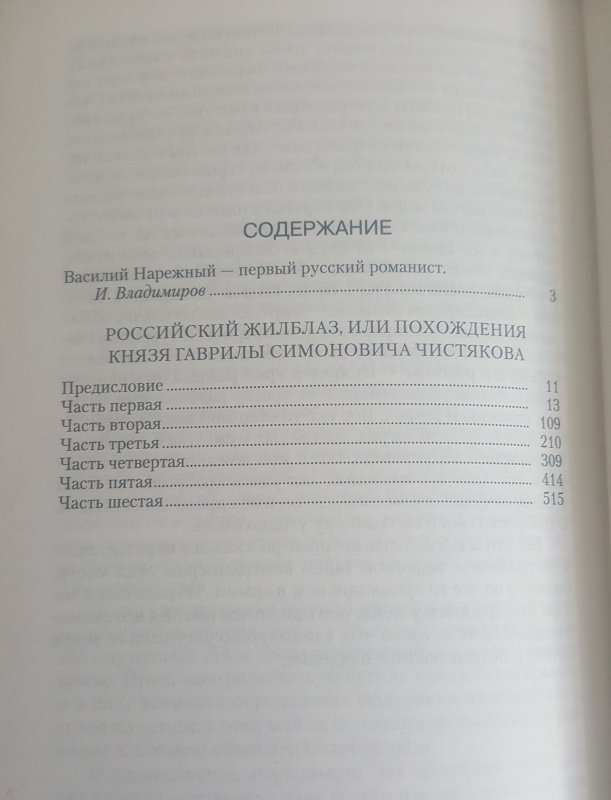 СОДЕРЖАНИЕ
Василий Нарежный — первый русский романист.
И. Владимиров ........ 3
РОССИЙСКИЙ ЖИЛБЛАЗ, ИЛИ ПОХОЖДЕНИЯ
КНЯЗЯ ГАВРИЛЫ СИМОНОВИЧА ЧИСТЯКОВА
Предисловие ........ 11
Часть первая ........ 13
Часть вторая ........ 109
Часть третья ........ 210
Часть четвертая ........ 309
Часть пятая ........ 414
Часть шестая ........ 515